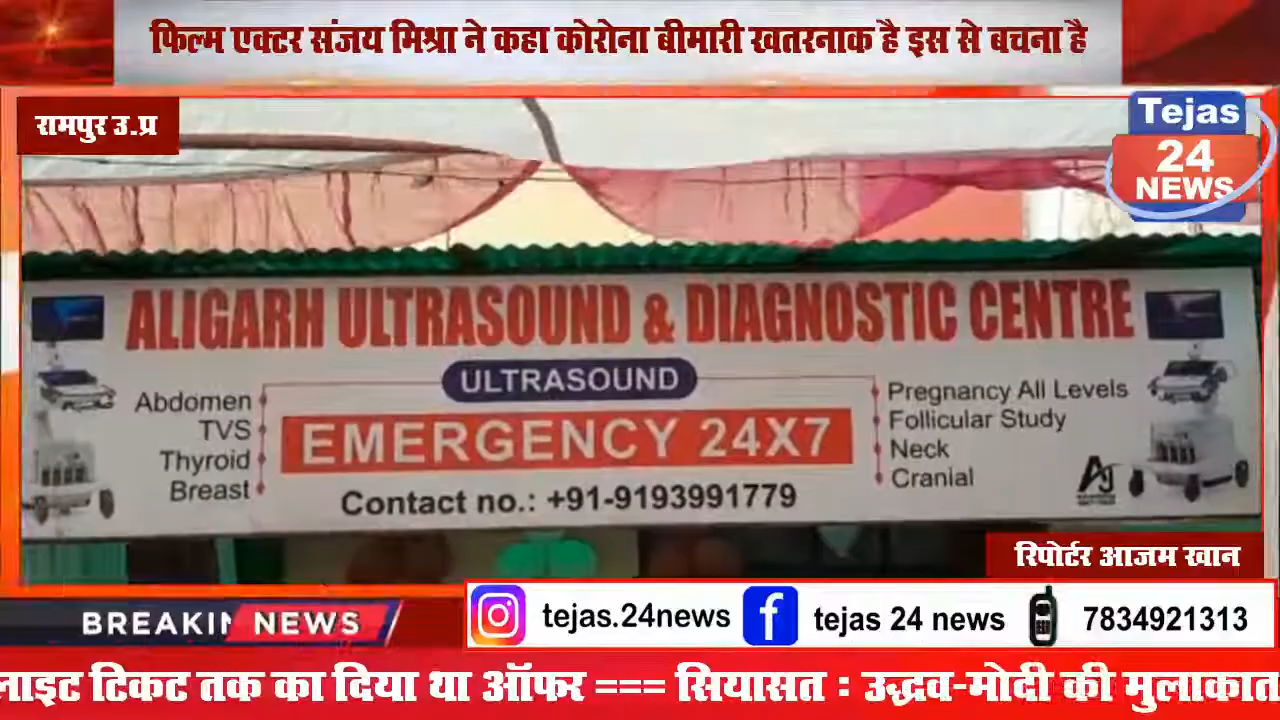 फिल्म एक्टर संजय मिश्रा ने कहा कोरोना बीमारी खतरनाक है इस से बचना है
रामपुर उ.प्र
Tejas
24
NEWS
ALIGARH ULTRASOUND & DIAGNOSTIC CENTRE
ULTRASOUND
Abdomen
TVS
Thyroid
Breast
EMERGENCY 24X7
Pregnancy All Levels
Follicular Study
Neck
Cranial
Contact no.: +91-9193991779
रिपोर्टर आजम खान
BREAKIN NEWS
tejas.24news
tejas 24 news
7834921313
लाइट टिकट तक का दिया था ऑफर === सियासत : उद्धव-मोदी की मुलाकात